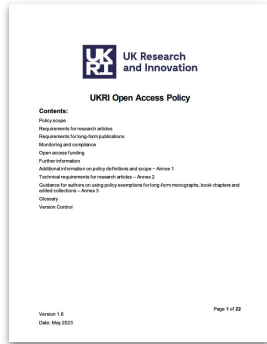 UK
RI
UK Research
and Innovation
UKRI Open Access Policy
Contents:
Policy scope
Requirements for research articles
Requirements for long-form publications
Monitoring and compliance
Open access funding
Further information
Additional information on policy definitions and scope – Annex 1
Technical requirements for research articles – Annex 2
Guidance for authors on using policy exemptions for long-form monographs, book chapters and
edited collections – Annex 3
Glossary
Version Control
Page 1 of 22
Version 1.6
Date: May 2023